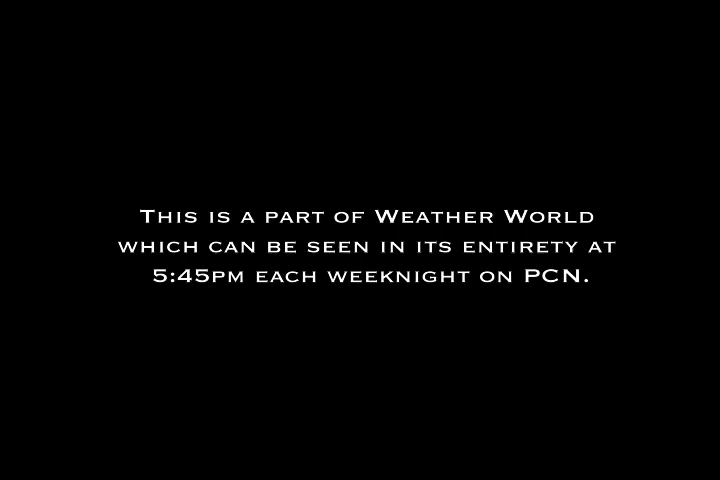 This is a part of Weather World
which can be seen in its entirety at
5:45pm each weeknight on PCN.